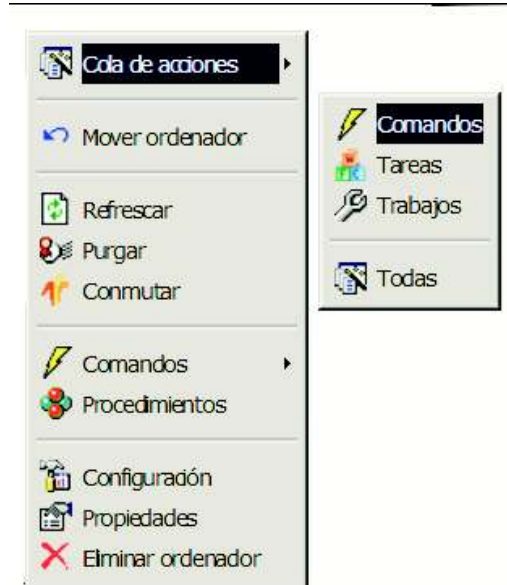 Cola de acciones
Mover ordenador
Refrescar
Purgar
Conmutar
Comandos
Procedimientos
Configuración
Propiedades
Eliminar ordenador
Comandos
Tareas
Trabajos
Todas